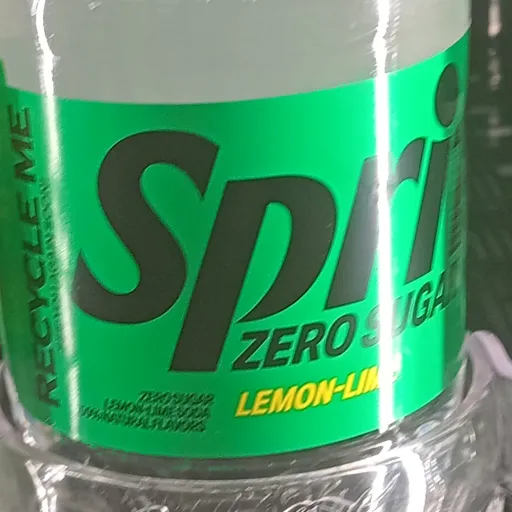 RECYCLE ME
Spri
ZERO SUGA
LEMON-LIM
ZERO SUGAR
LEMON-LIME SODA
NATURAL FLAVORS